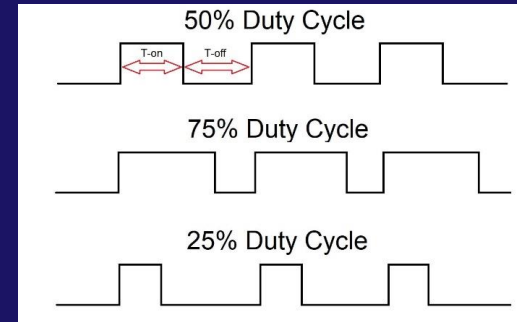 50% Duty Cycle
T-on T-off
75% Duty Cycle
25% Duty Cycle